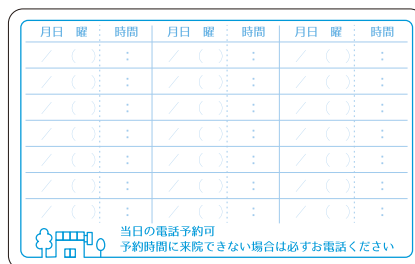 月日 曜 時間 月日 曜 時間 月日 曜 時間
／ （ ） ： ／ （ ） ： ／ （ ） ：
／ （ ） ： ／ （ ） ： ／ （ ） ：
／ （ ） ： ／ （ ） ： ／ （ ） ：
／ （ ） ： ／ （ ） ： ／ （ ） ：
／ （ ） ： ／ （ ） ： ／ （ ） ：
／ （ ） ： ／ （ ） ： ／ （ ） ：
／ （ ） ： ／ （ ） ： ／ （ ） ：
当日の電話予約可
予約時間に来院できない場合は必ずお電話ください